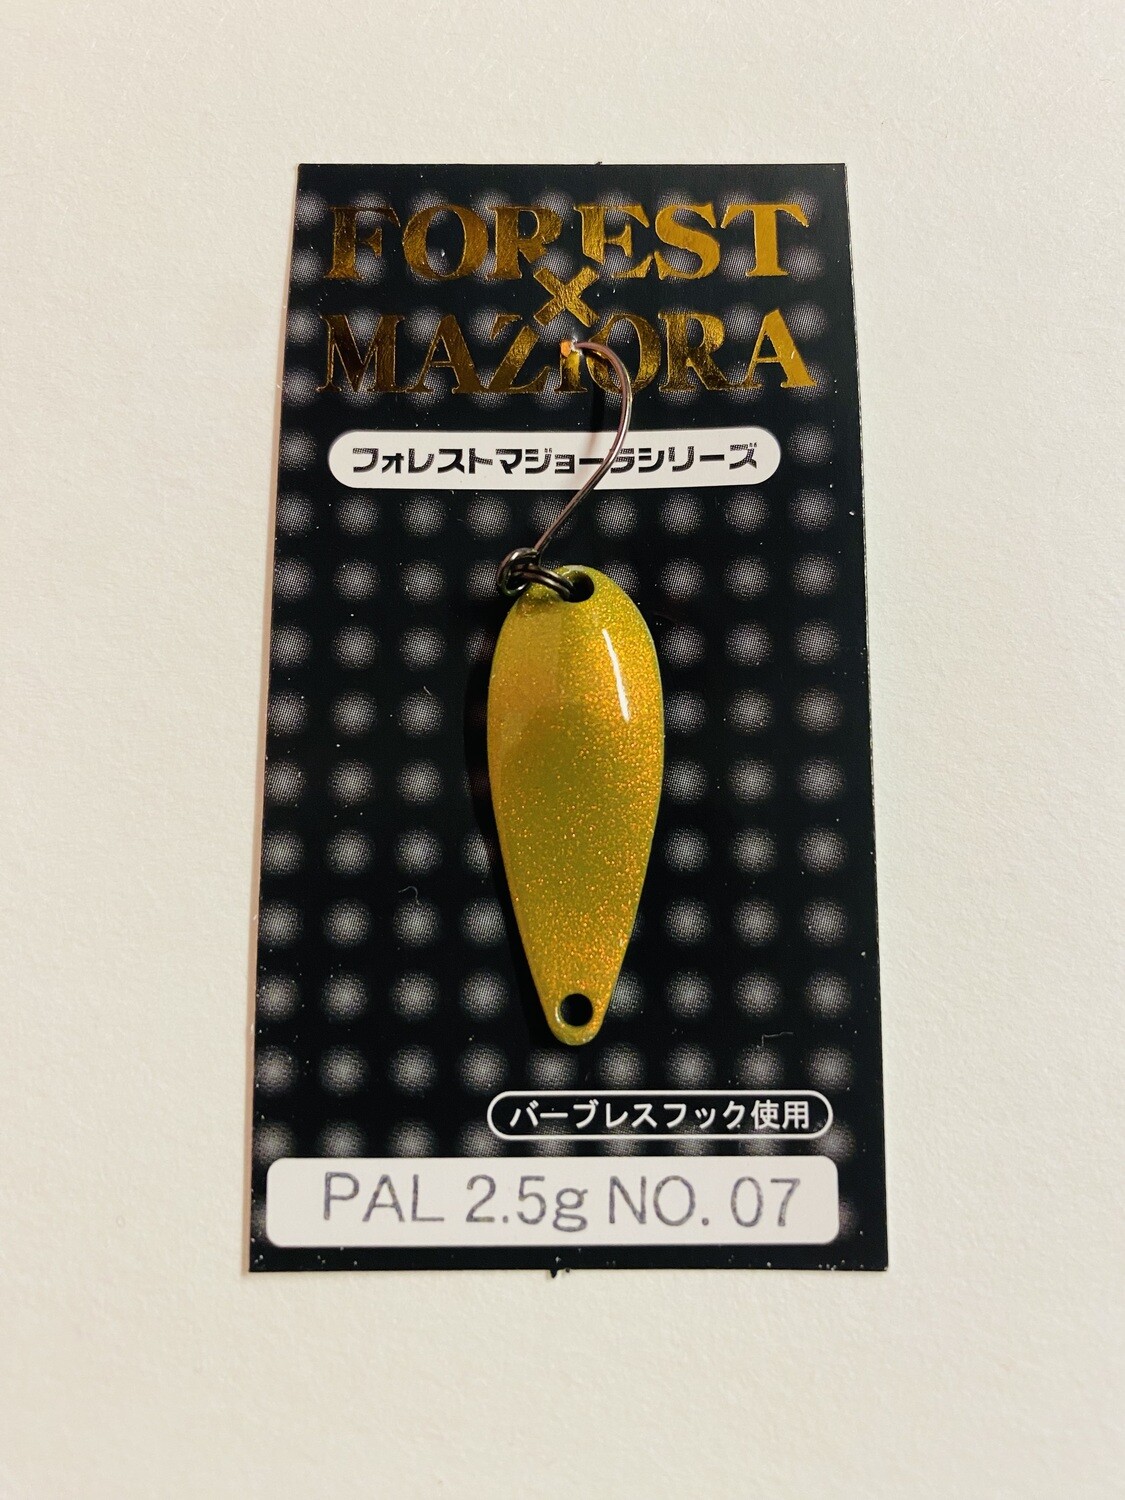 FOREST
×
MAZIORA
フォレストマジョーラシリーズ
バーブレスフック使用
PAL 2.5g NO. 07